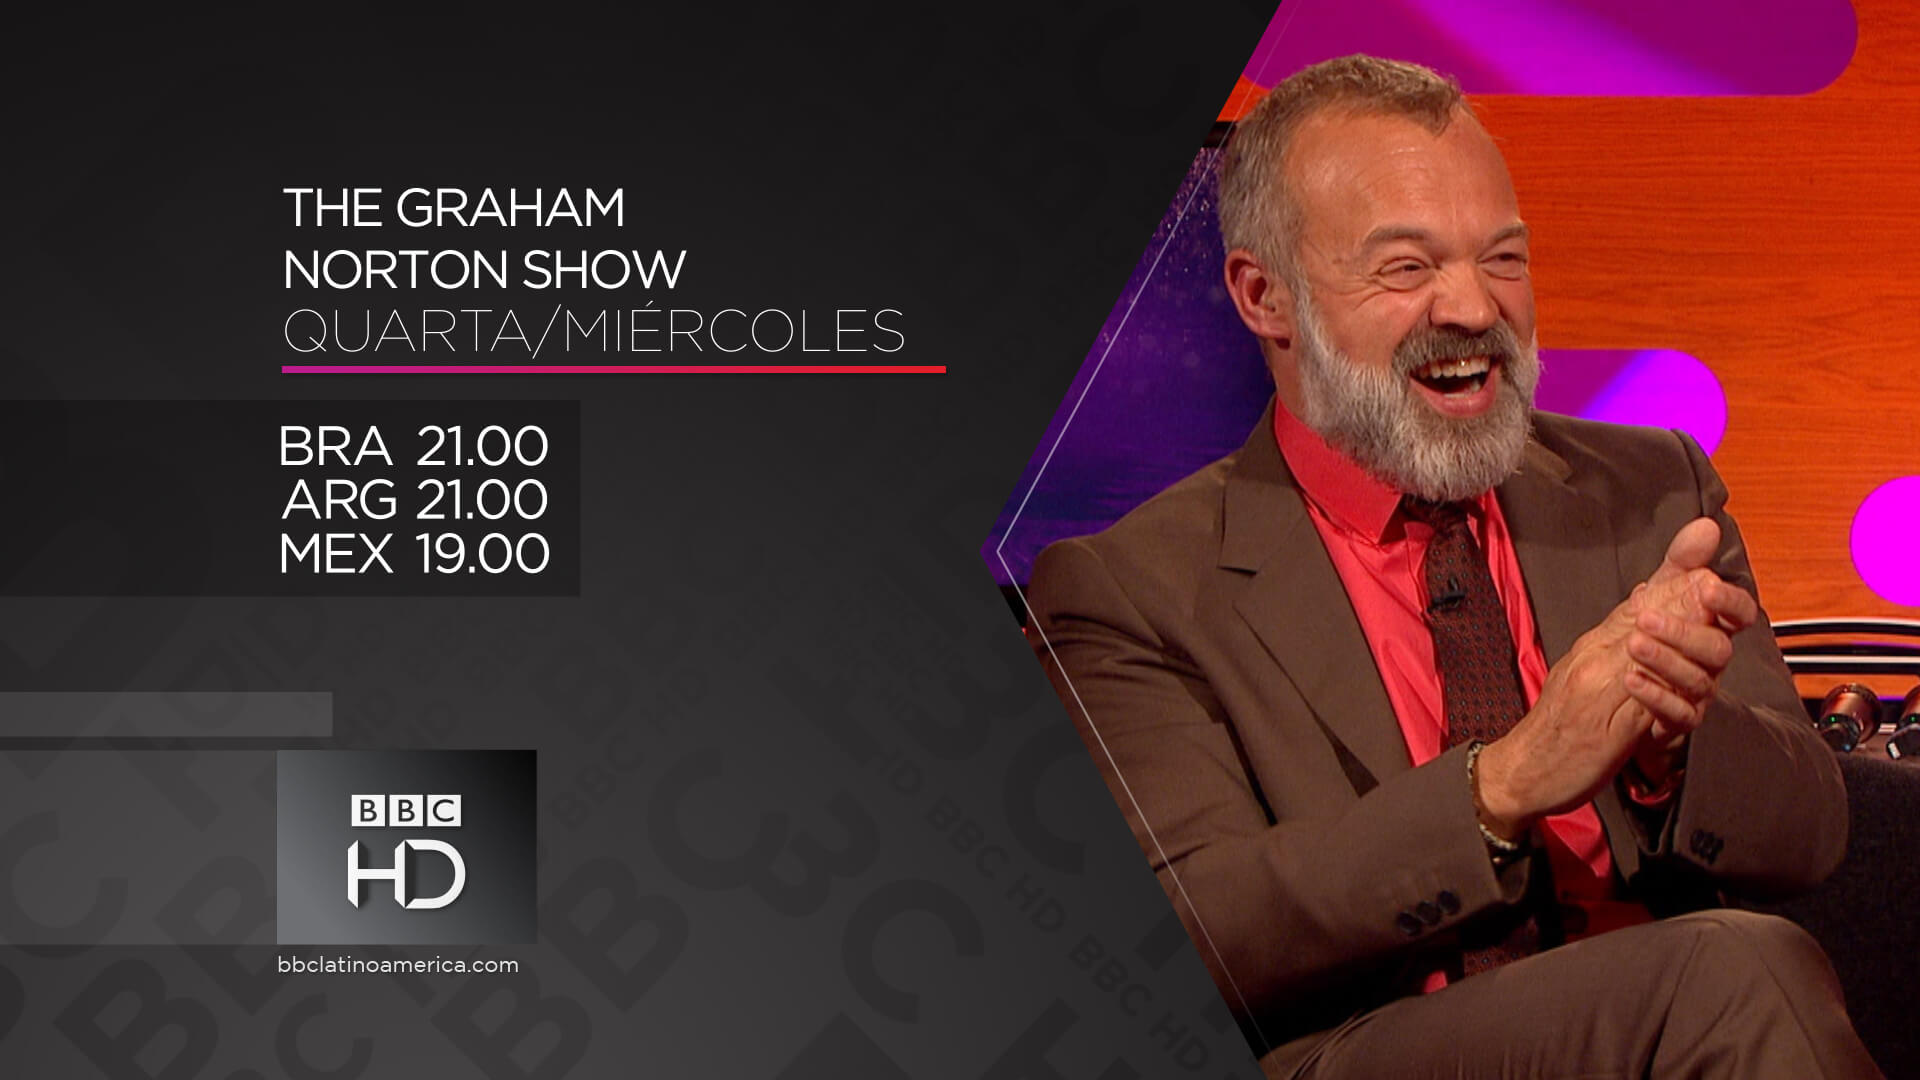 THE GRAHAM
NORTON SHOW
QUARTA/MIÉRCOLES
BRA 21.00
ARG 21.00
MEX 19.00
BBC
HD
bbclatinoamerica.com